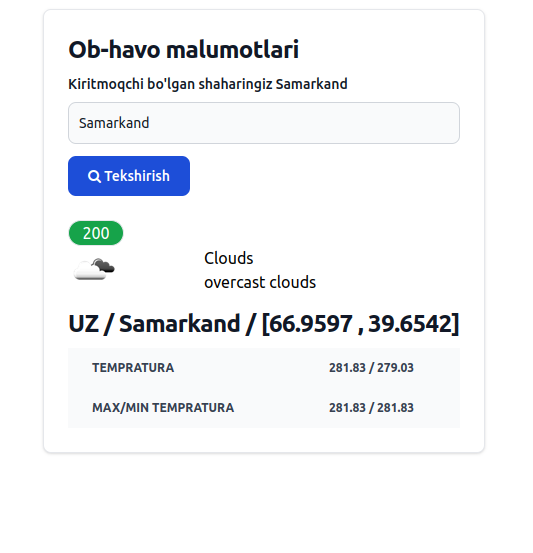 Ob-havo malumotlari
Kiritmoqchi bo'lgan shaharingiz Samarkand
Samarkand
Tekshirish
200
Clouds
overcast clouds
UZ / Samarkand / [66.9597 , 39.6542]
TEMPRATURA 281.83 / 279.03
MAX/MIN TEMPRATURA 281.83 / 281.83